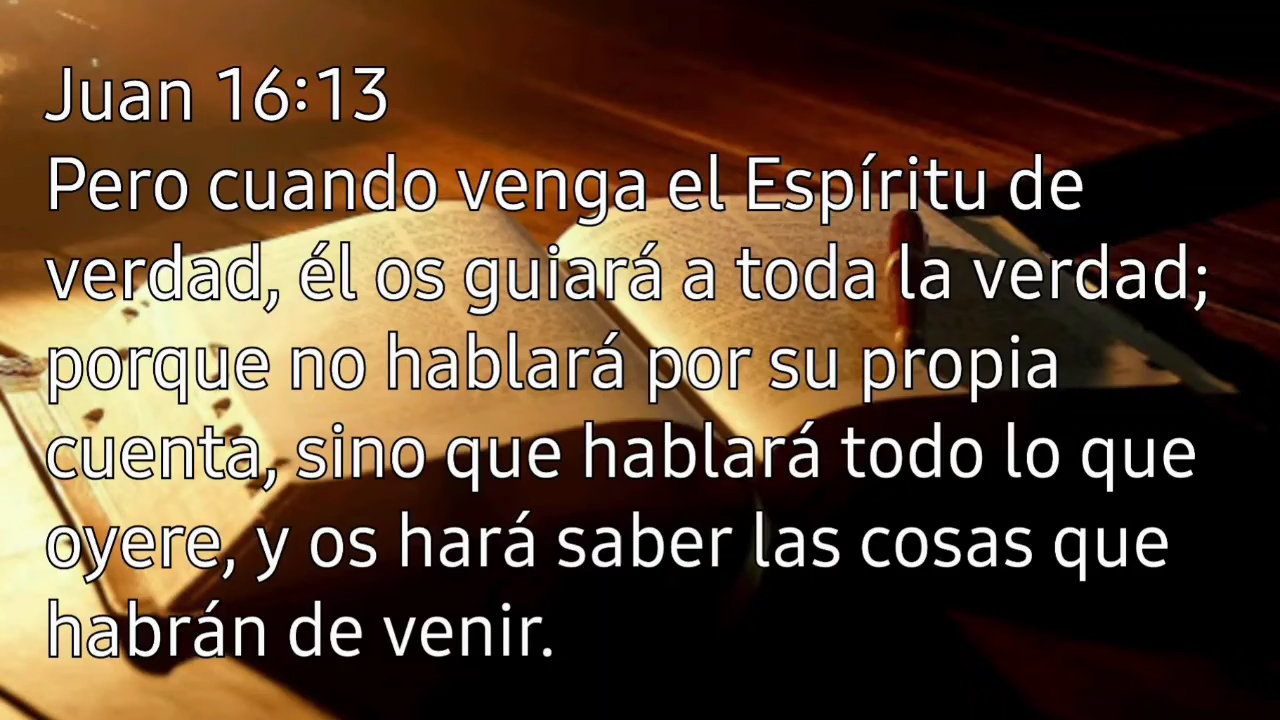 Juan 16:13
Pero cuando venga el Espíritu de
verdad, él os guiará a toda la verdad;
porque no hablará por su propia
cuenta, sino que hablará todo lo que
oyere, y os hará saber las cosas que
habrán de venir.